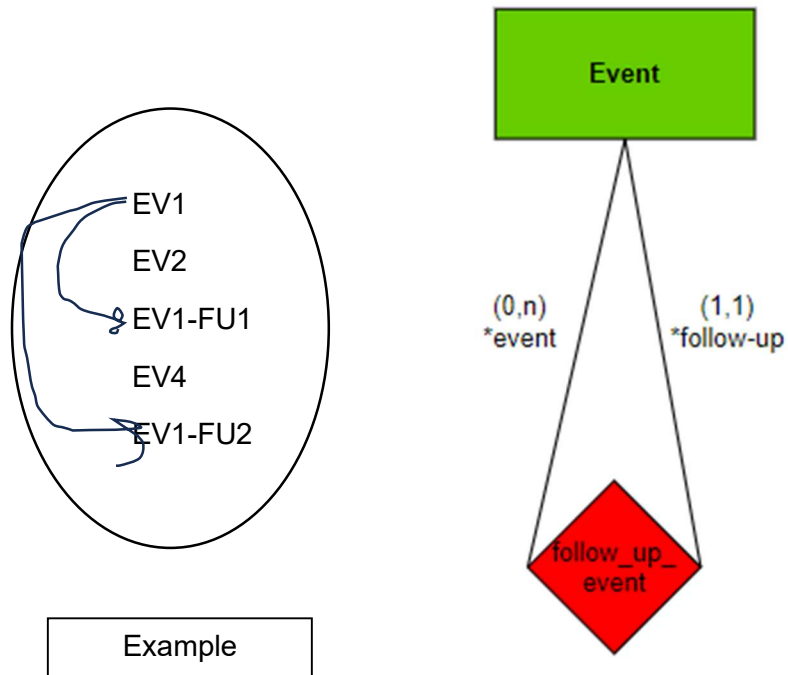 EV1
EV2
EV1-FU1
EV4
EV1-FU2
Example
Event
(0,n)
*event
(1,1)
*follow-up
follow_up_
event